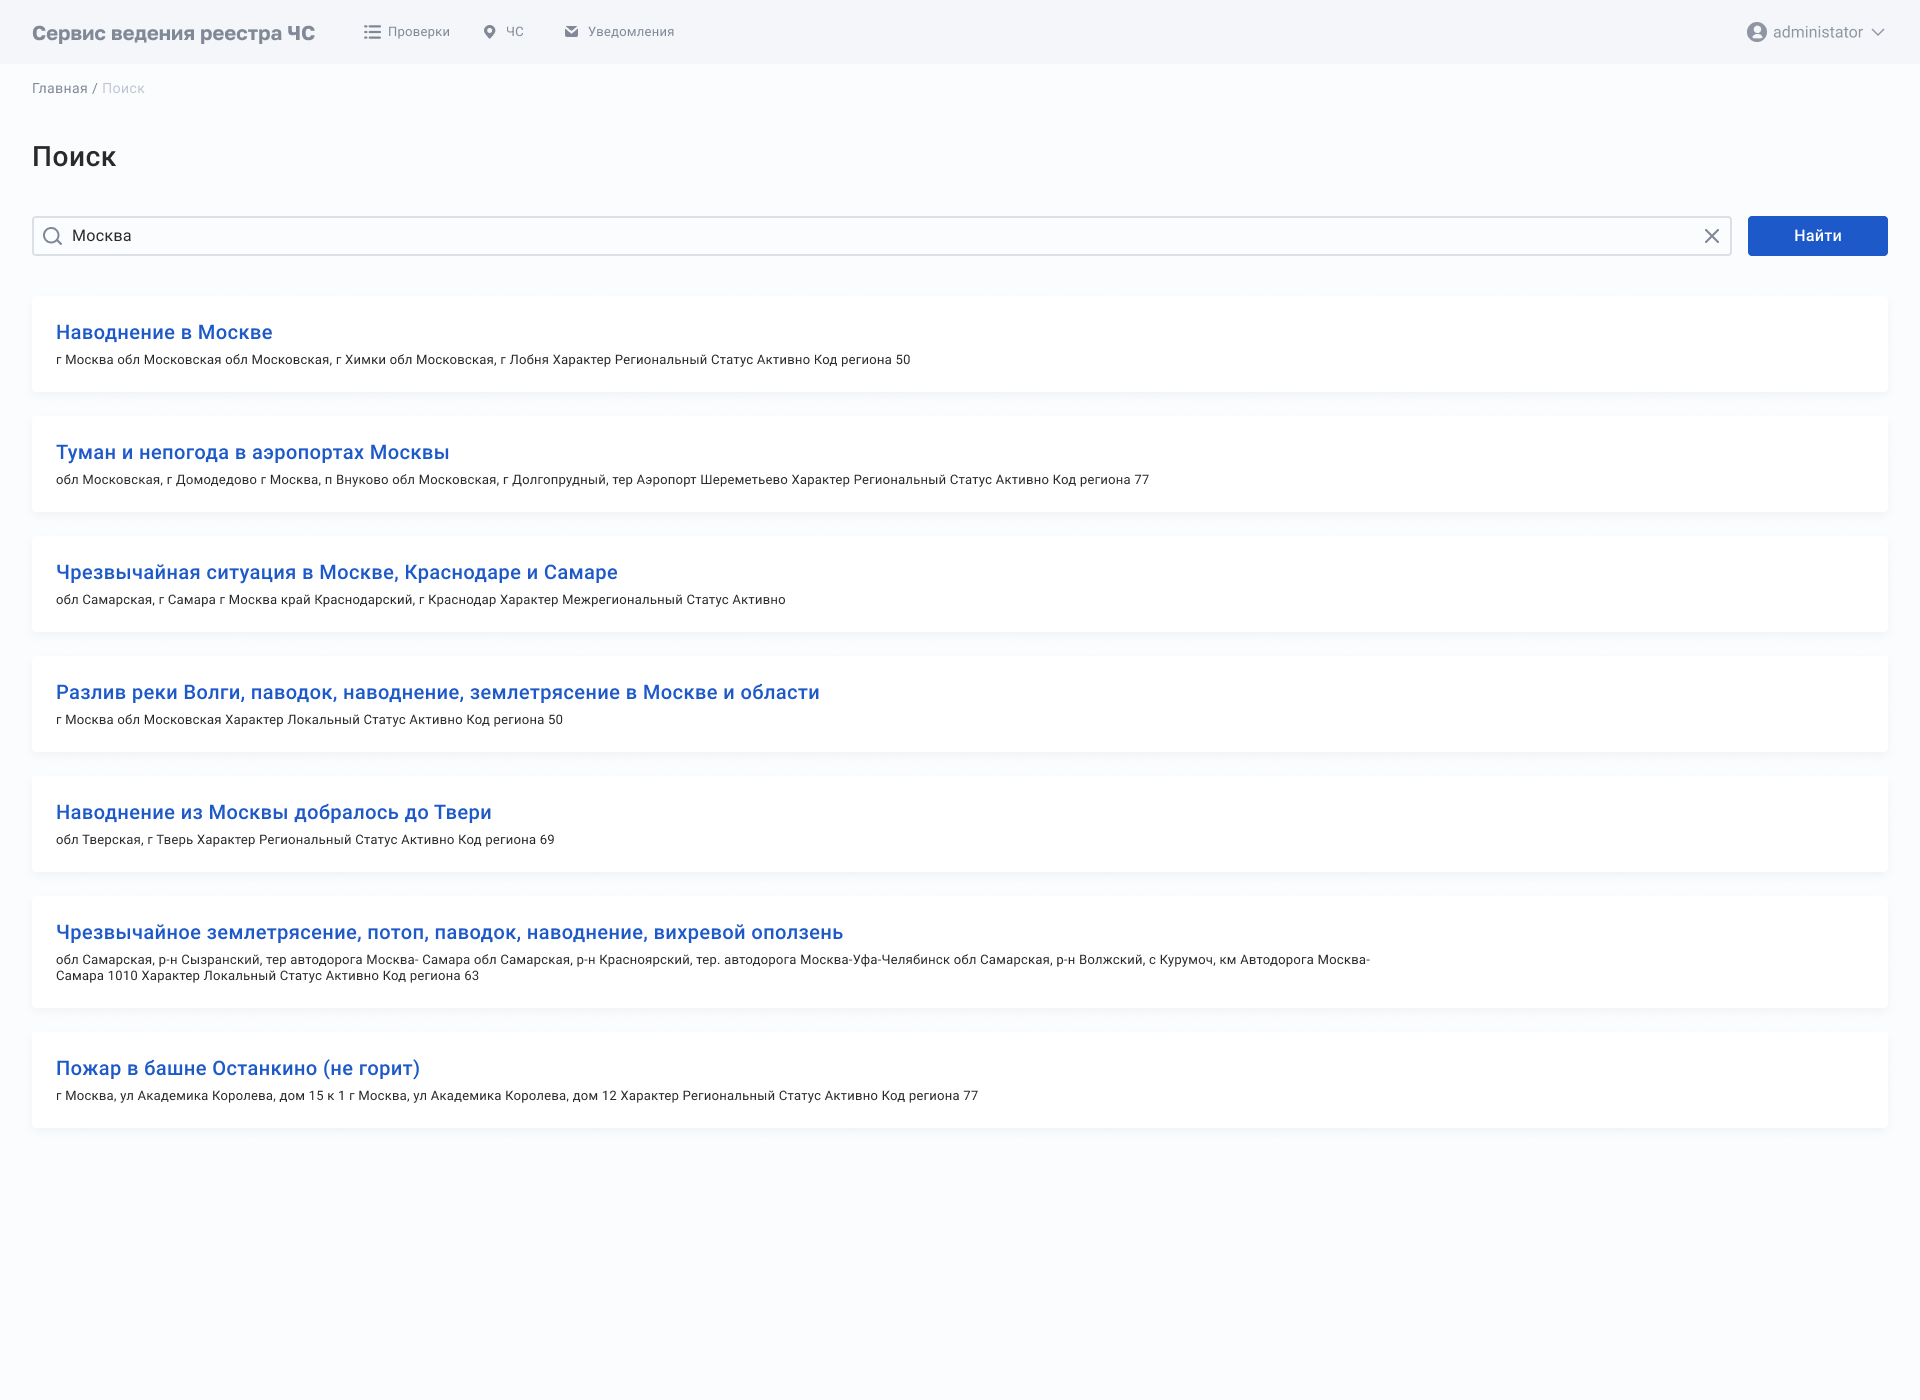 Сервис ведения реестра ЧС
Проверки
ЧС
Уведомления
administator
Главная / Поиск
Поиск
Москва
Найти
Наводнение в Москве
г Москва обл Московская обл Московская, г Химки обл Московская, г Лобня Характер Региональный Статус Активно Код региона 50
Туман и непогода в аэропортах Москвы
обл Московская, г Домодедово г Москва, п Внуково обл Московская, г Долгопрудный, тер Аэропорт Шереметьево Характер Региональный Статус Активно Код региона 77
Чрезвычайная ситуация в Москве, Краснодаре и Самаре
обл Самарская, г Самара г Москва край Краснодарский, г Краснодар Характер Межрегиональный Статус Активно
Разлив реки Волги, паводок, наводнение, землетрясение в Москве и области
г Москва обл Московская Характер Локальный Статус Активно Код региона 50
Наводнение из Москвы добралось до Твери
обл Тверская, г Тверь Характер Региональный Статус Активно Код региона 69
Чрезвычайное землетрясение, потоп, паводок, наводнение, вихревой оползень
обл Самарская, р-н Сызранский, тер автодорога Москва- Самара обл Самарская, р-н Красноярский, тер. автодорога Москва-Уфа-Челябинск обл Самарская, р-н Волжский, с Курумоч, км Автодорога Москва-
Самара 1010 Характер Локальный Статус Активно Код региона 63
Пожар в башне Останкино (не горит)
г Москва, ул Академика Королева, дом 15 к 1 г Москва, ул Академика Королева, дом 12 Характер Региональный Статус Активно Код региона 77